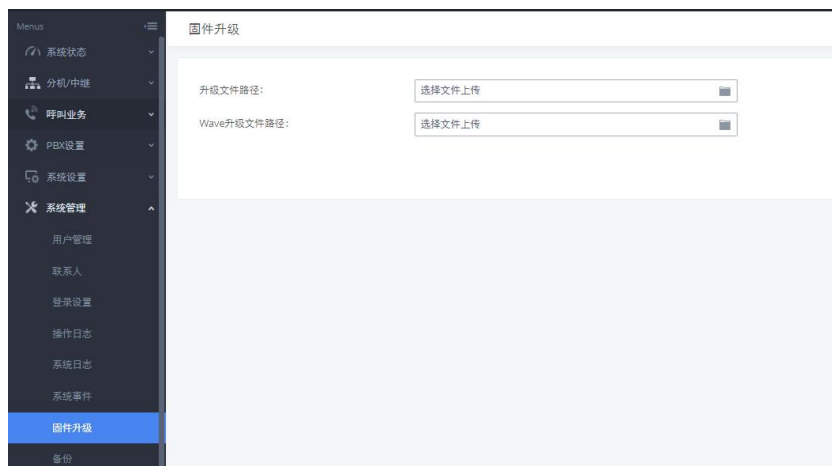 Menus
系统状态
分机/中继
呼叫业务
PBX设置
系统设置
系统管理
用户管理
联系人
登录设置
操作日志
系统日志
系统事件
固件升级
备份
固件升级
升级文件路径：
选择文件上传
Wave升级文件路径：
选择文件上传